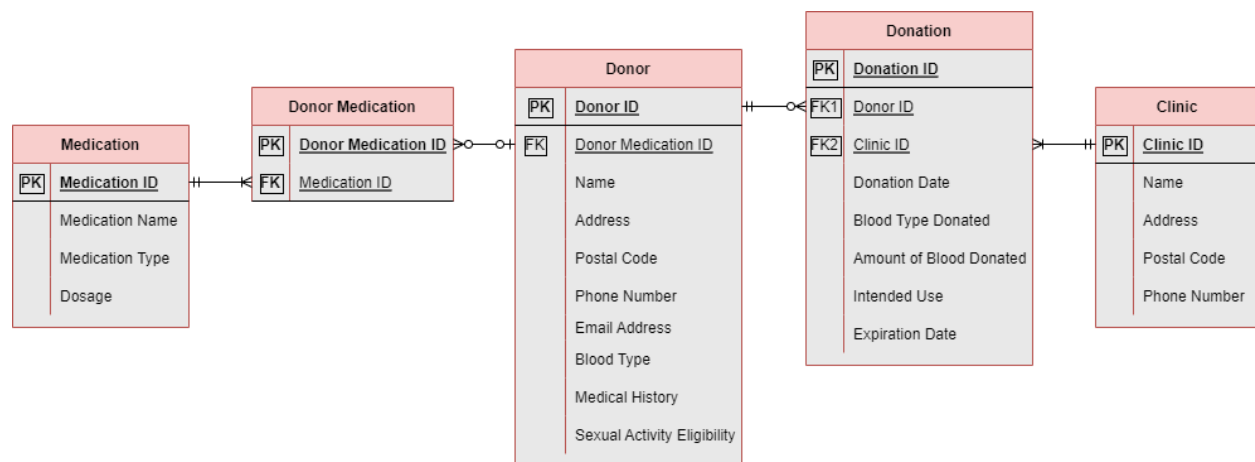 Medication
PK Medication ID
Medication Name
Medication Type
Dosage
Donor Medication
PK Donor Medication ID
FK Medication ID
Donor
PK Donor ID
FK Donor Medication ID
Name
Address
Postal Code
Phone Number
Email Address
Blood Type
Medical History
Sexual Activity Eligibility
Donation
PK Donation ID
FK1 Donor ID
FK2 Clinic ID
Donation Date
Blood Type Donated
Amount of Blood Donated
Intended Use
Expiration Date
Clinic
PK Clinic ID
Name
Address
Postal Code
Phone Number